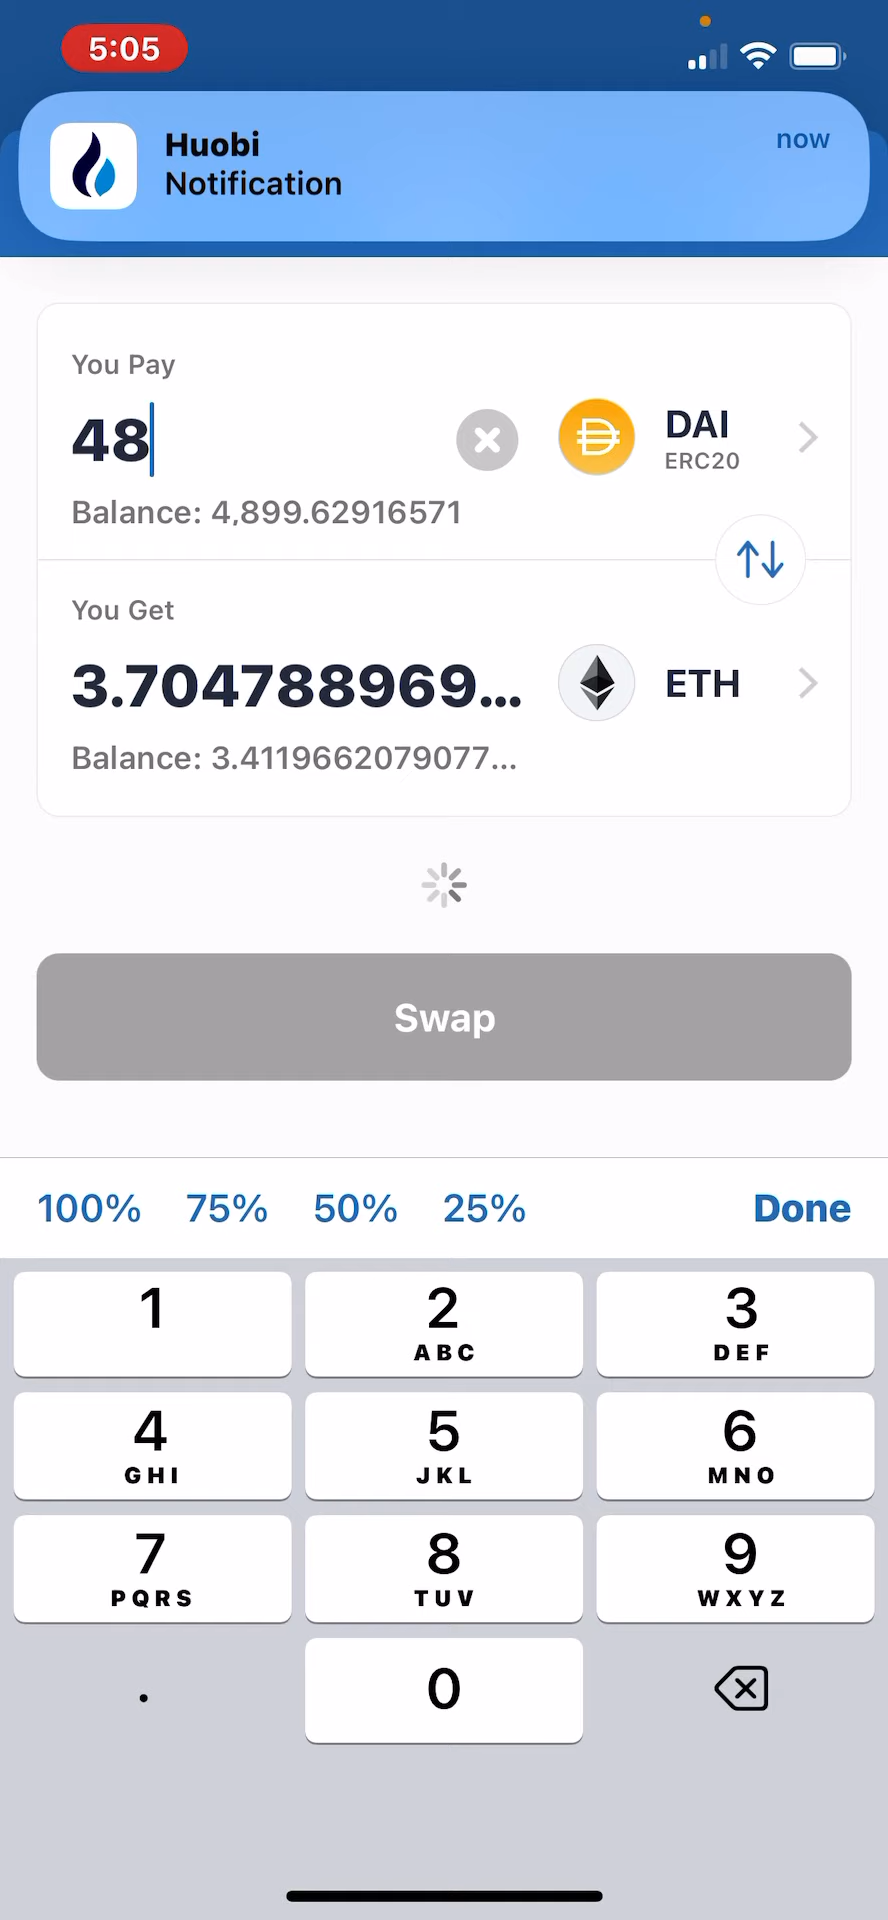 5:05
Huobi
now
Notification
You Pay
48
DAI
ERC20
Balance: 4,899.62916571
You Get
3.704788969...
ETH
Balance: 3.4119662079077...
Swap
100% 75% 50% 25% Done
1
2
ABC
3
DEF
4
GHI
5
JKL
6
MNO
7
PQRS
8
TUV
9
WXYZ
.
0